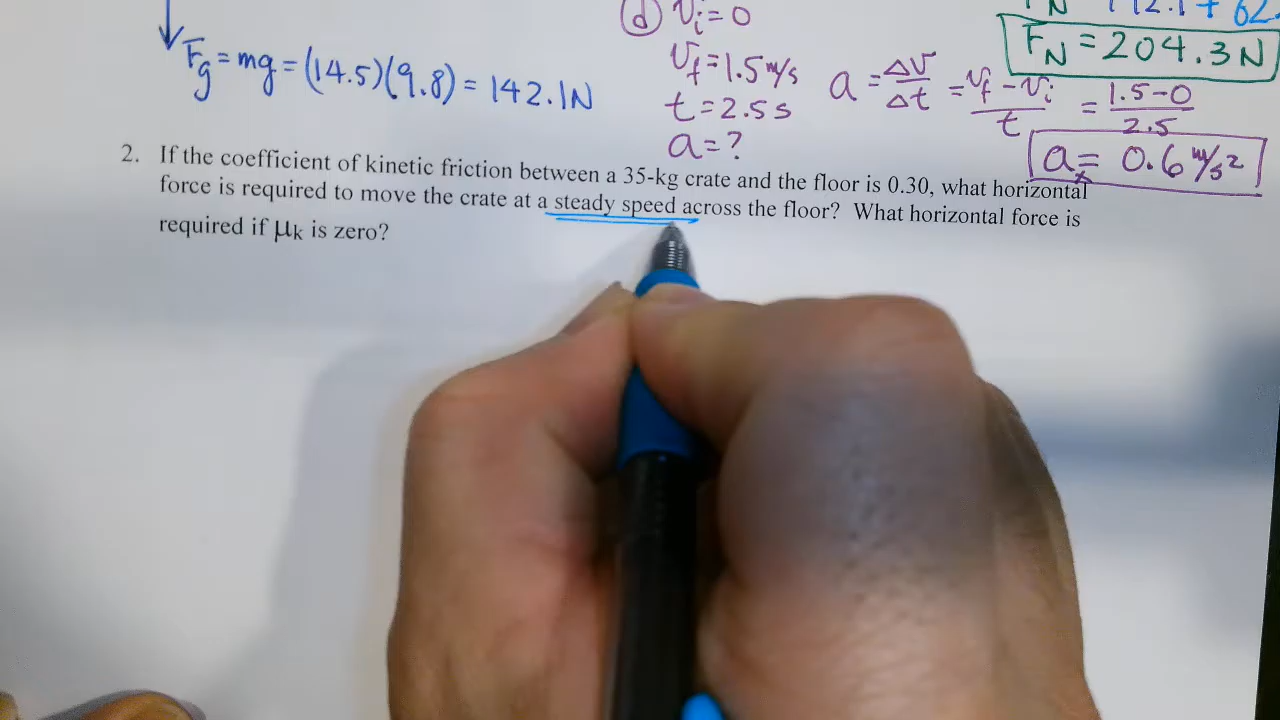 ⓓ Vi = 0
FN = 204.3 N
Fg = mg = (14.5)(9.8) = 142.1N
Vf = 1.5 m/s
t = 2.5 s
a = ?
a = ΔV/Δt = Vf - Vi/t = 1.5-0/2.5
ax = 0.6 m/s2
2. If the coefficient of kinetic friction between a 35-kg crate and the floor is 0.30, what horizontal
force is required to move the crate at a steady speed across the floor? What horizontal force is
required if μk is zero?